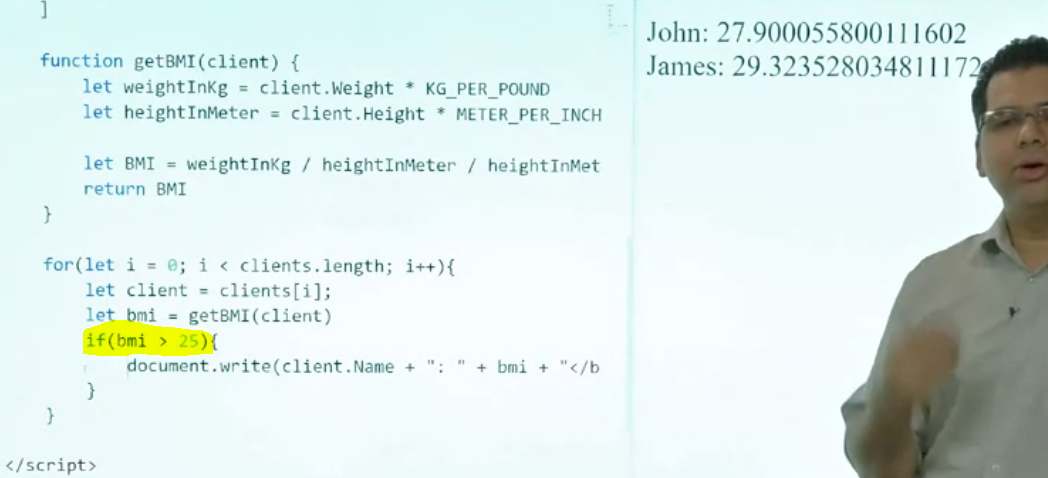 ]
function getBMI(client) {
let weightInKg = client.Weight * KG_PER_POUND
let heightInMeter = client.Height * METER_PER_INCH
let BMI = weightInKg / heightInMeter / heightInMet
return BMI
}
for(let i = 0; i < clients.length; i++){
let client = clients[i];
let bmi = getBMI(client)
if(bmi > 25){
document.write(client.Name + ": " + bmi + "</b
}
}
</script>
John: 27.900055800111602
James: 29.323528034811172